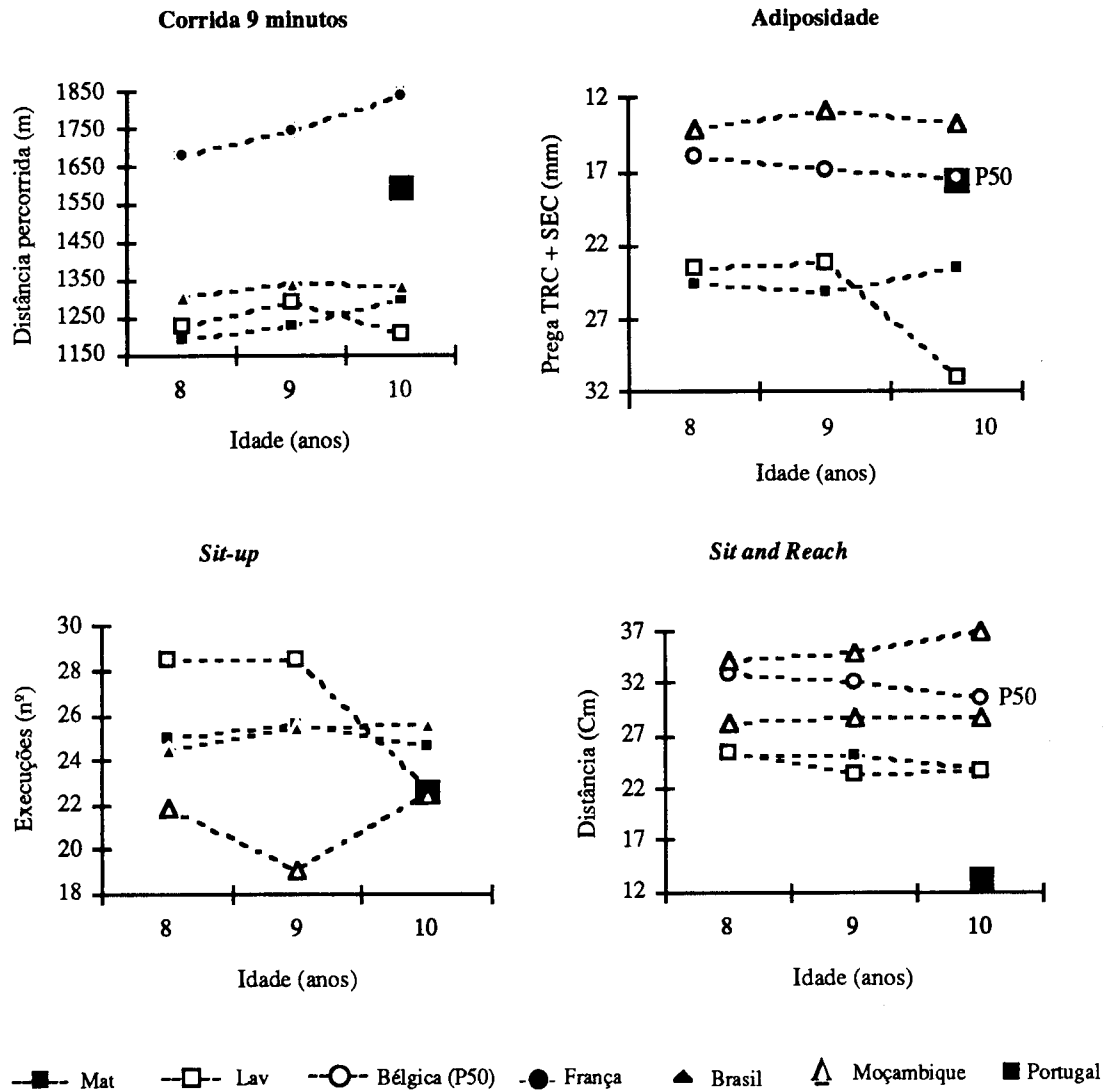 Corrida 9 minutos
Distância percorrida (m)
1850
1750
1650
1550
1450
1350
1250
1150
8 9 10
Idade (anos)
Adiposidade
Prega TRC + SEC (mm)
12
17
22
27
32
P50
8 9 10
Idade (anos)
Sit-up
Execuções (nº)
30
28
26
24
22
20
18
8 9 10
Idade (anos)
Sit and Reach
Distância (Cm)
37
32
27
22
17
12
P50
8 9 10
Idade (anos)
Mat Lav Bélgica (P50) França Brasil Moçambique Portugal